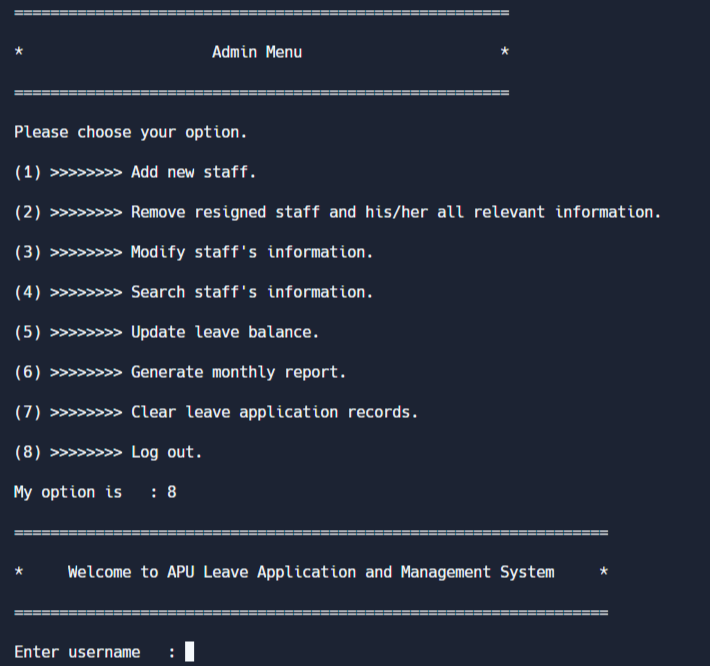 =======================================================
*                     Admin Menu                      *
=======================================================
Please choose your option.
(1) >>>>>>>> Add new staff.
(2) >>>>>>>> Remove resigned staff and his/her all relevant information.
(3) >>>>>>>> Modify staff's information.
(4) >>>>>>>> Search staff's information.
(5) >>>>>>>> Update leave balance.
(6) >>>>>>>> Generate monthly report.
(7) >>>>>>>> Clear leave application records.
(8) >>>>>>>> Log out.
My option is   : 8
==================================================================
*     Welcome to APU Leave Application and Management System     *
==================================================================
Enter username   :